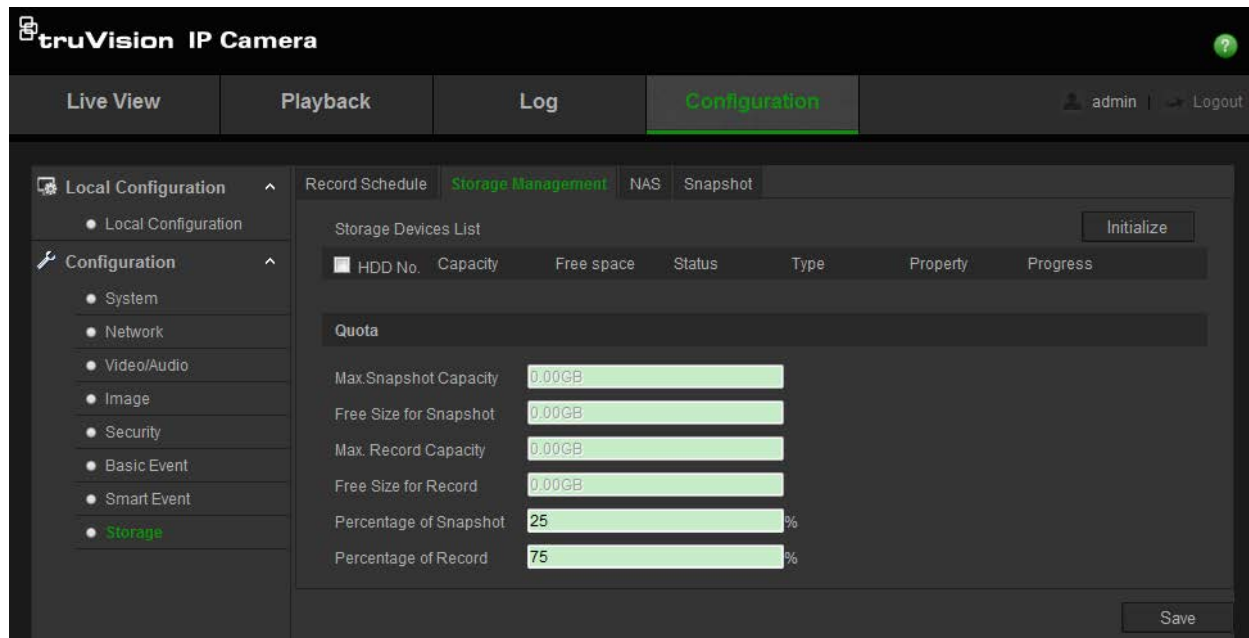 truVision IP Camera
?
Live View Playback Log Configuration admin | Logout
Local Configuration
Local Configuration
Configuration
System
Network
Video/Audio
Image
Security
Basic Event
Smart Event
Storage
Record Schedule Storage Management NAS Snapshot
Storage Devices List Initialize
HDD No. Capacity Free space Status Type Property Progress
Quota
Max.Snapshot Capacity 0.00GB
Free Size for Snapshot 0.00GB
Max. Record Capacity 0.00GB
Free Size for Record 0.00GB
Percentage of Snapshot 25 %
Percentage of Record 75 %
Save